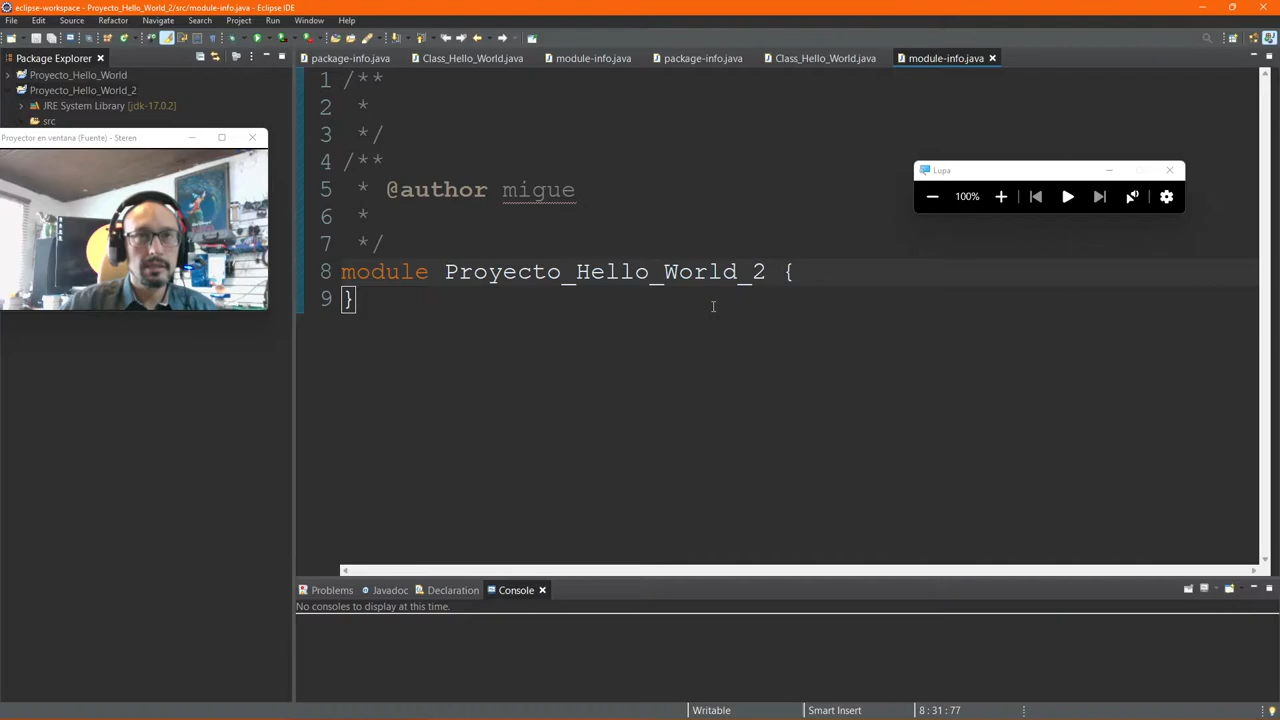 eclipse-workspace - Proyecto_Hello_World_2/src/module-info.java - Eclipse IDE
File Edit Source Refactor Navigate Search Project Run Window Help
Package Explorer
package-info.java Class_Hello_World.java module-info.java package-info.java Class_Hello_World.java module-info.java
Proyecto_Hello_World
Proyecto_Hello_World_2
JRE System Library [jdk-17.0.2]
src
Proyector en ventana (Fuente) - Steren
1 /**
2 *
3 */
4 /**
5 * @author migue
6 *
7 */
8 module Proyecto_Hello_World_2 {
9 }
Lupa
100%
Problems Javadoc Declaration Console
No consoles to display at this time.
Writable Smart Insert 8 : 31 : 77